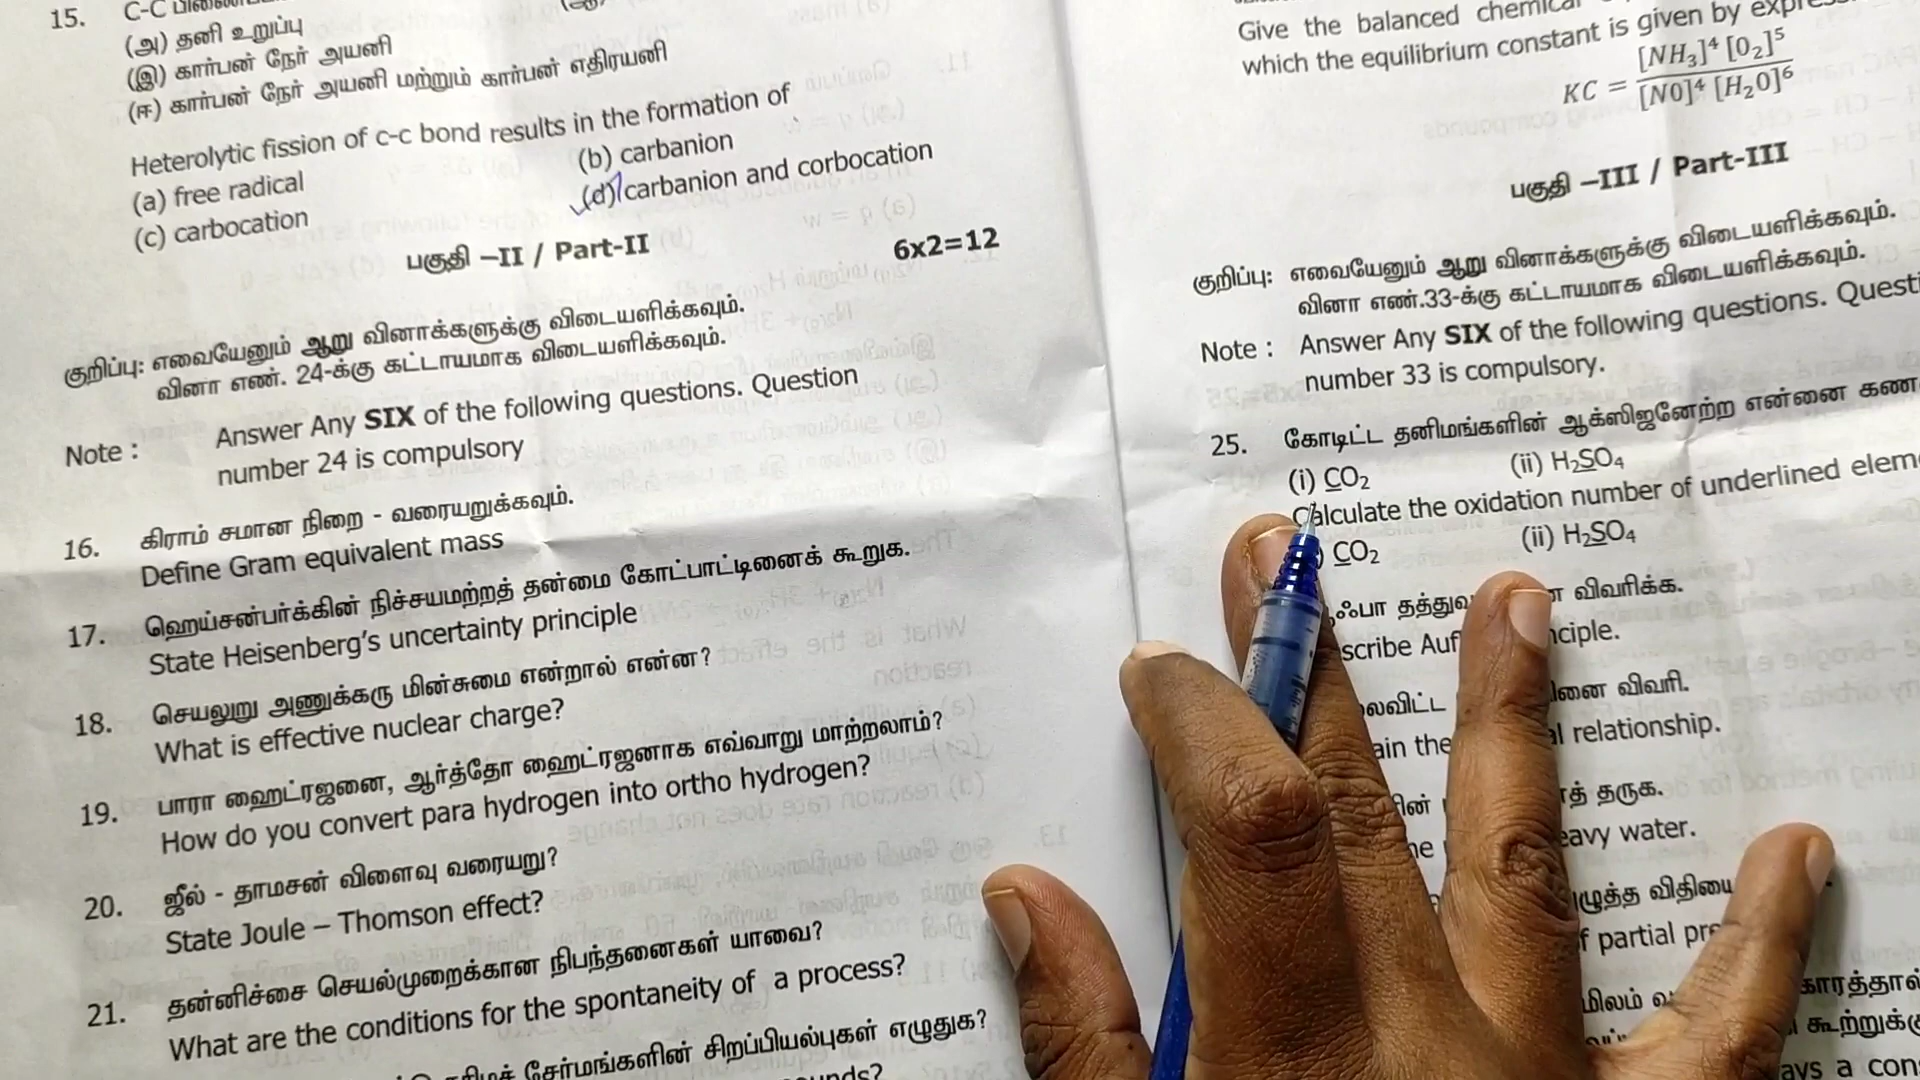 15. C-C
(அ) தனி உறுப்பு
(இ) கார்பன் நேர் அயனி
(ஈ) கார்பன் நேர் அயனி மற்றும் கார்பன் எதிரயனி
Heterolytic fission of c-c bond results in the formation of
(a) free radical (b) carbanion
(c) carbocation (d) carbanion and corbocation
பகுதி –II / Part-II 6x2=12
குறிப்பு: எவையேனும் ஆறு வினாக்களுக்கு விடையளிக்கவும்.
வினா எண். 24-க்கு கட்டாயமாக விடையளிக்கவும்.
Note : Answer Any SIX of the following questions. Question
number 24 is compulsory
16. கிராம் சமான நிறை - வரையறுக்கவும்.
Define Gram equivalent mass
17. ஹெய்சன்பர்க்கின் நிச்சயமற்றத் தன்மை கோட்பாட்டினைக் கூறுக.
State Heisenberg's uncertainty principle
18. செயலுறு அணுக்கரு மின்சுமை என்றால் என்ன?
What is effective nuclear charge?
19. பாரா ஹைட்ரஜனை, ஆர்த்தோ ஹைட்ரஜனாக எவ்வாறு மாற்றலாம்?
How do you convert para hydrogen into ortho hydrogen?
20. ஜீல் - தாமசன் விளைவு வரையறு?
State Joule – Thomson effect?
21. தன்னிச்சை செயல்முறைக்கான நிபந்தனைகள் யாவை?
What are the conditions for the spontaneity of a process?
சேர்மங்களின் சிறப்பியல்புகள் எழுதுக?
Give the balanced chemical
which the equilibrium constant is given by
KC = [NH3]⁴ [O2]⁵ / [NO]⁴ [H2O]⁶
பகுதி –III / Part-III
குறிப்பு: எவையேனும் ஆறு வினாக்களுக்கு விடையளிக்கவும்.
வினா எண்.33-க்கு கட்டாயமாக விடையளிக்கவும்.
Note : Answer Any SIX of the following questions.
number 33 is compulsory.
25. கோடிட்ட தனிமங்களின் ஆக்ஸிஜனேற்ற என்னை
(i) CO2 (ii) H2SO4
Calculate the oxidation number of underlined
CO2 (ii) H2SO4
விவரிக்க.
விவரி.
relationship.
தருக.
water.
விதியை
of partial